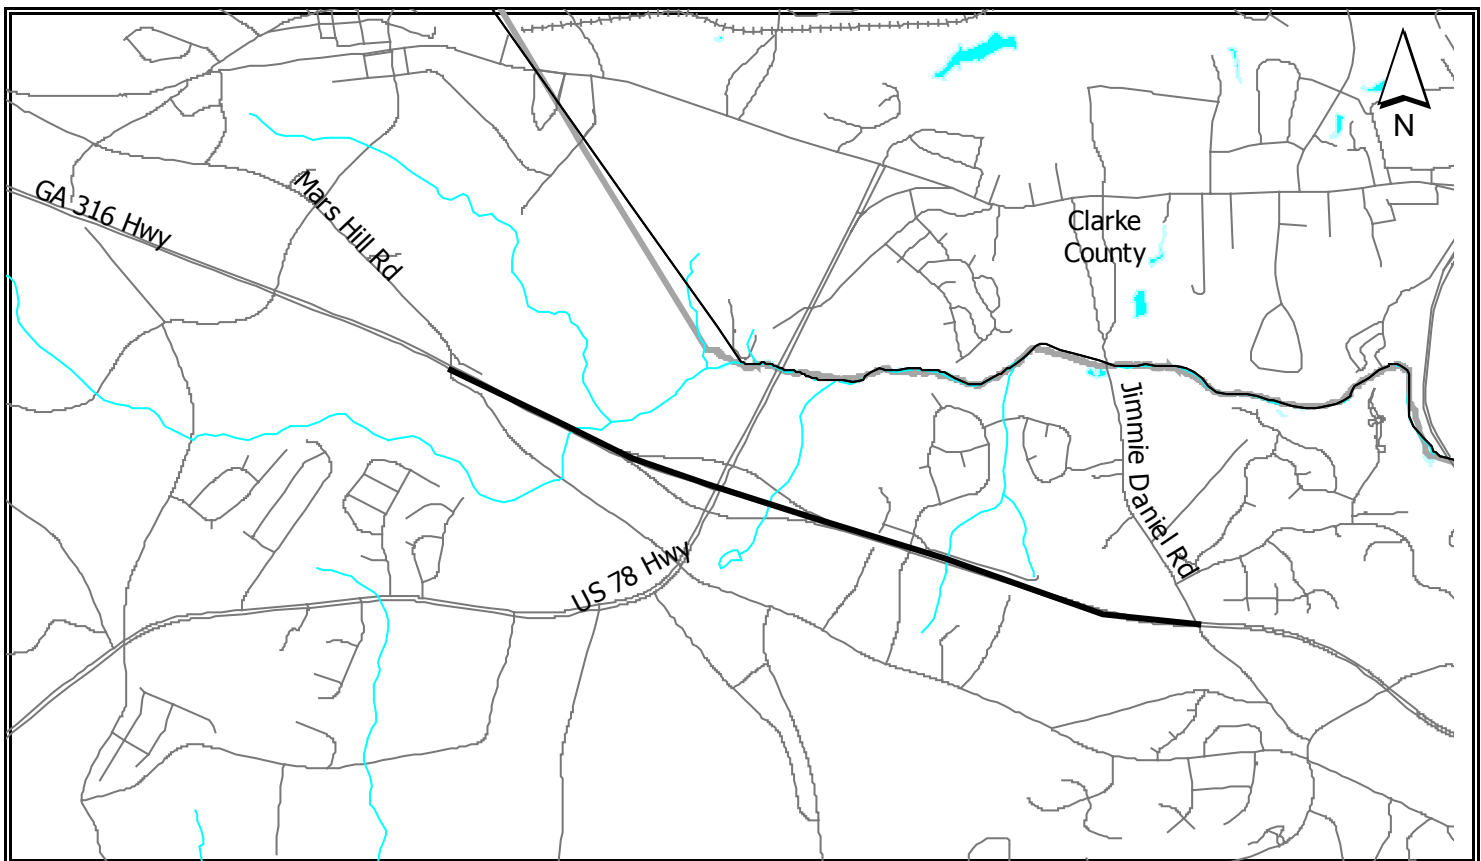 N
GA 316 Hwy
Mars Hill Rd
Clarke
County
Jimmie Daniel Rd
US 78 Hwy